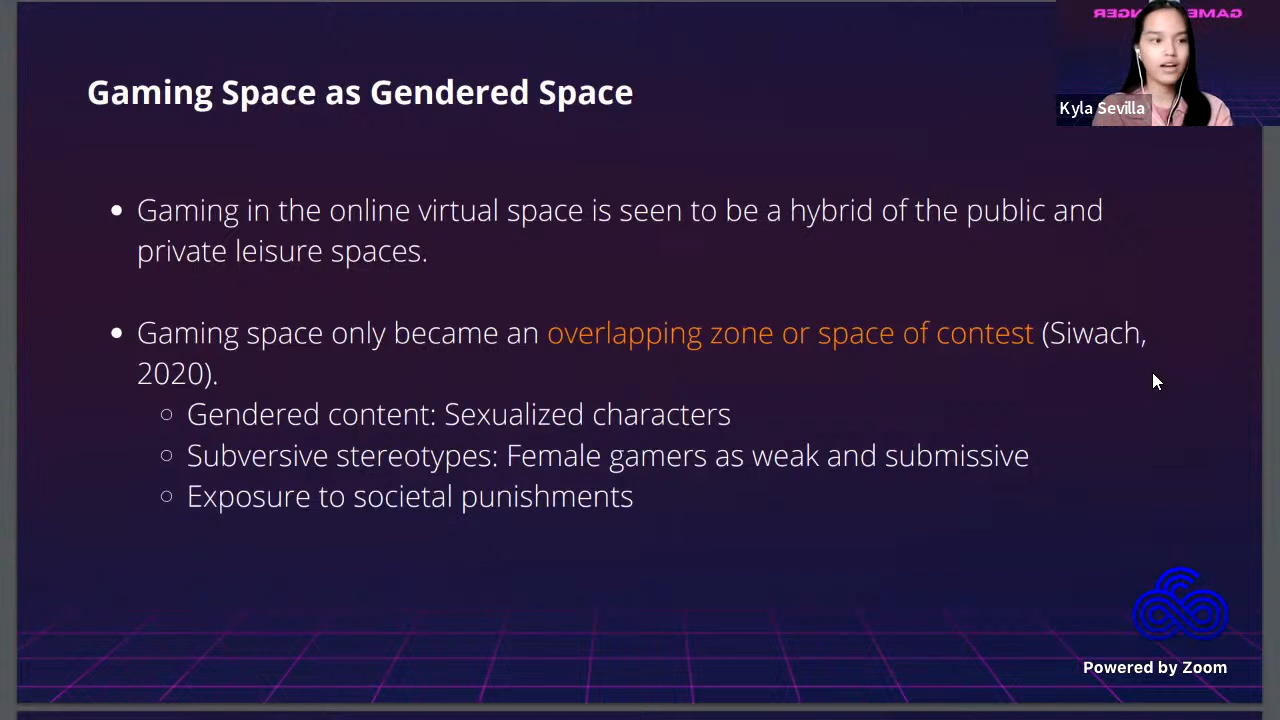 Gaming Space as Gendered Space
Kyla Sevilla
Gaming in the online virtual space is seen to be a hybrid of the public and
private leisure spaces.
Gaming space only became an overlapping zone or space of contest (Siwach,
2020).
Gendered content: Sexualized characters
Subversive stereotypes: Female gamers as weak and submissive
Exposure to societal punishments
Powered by Zoom